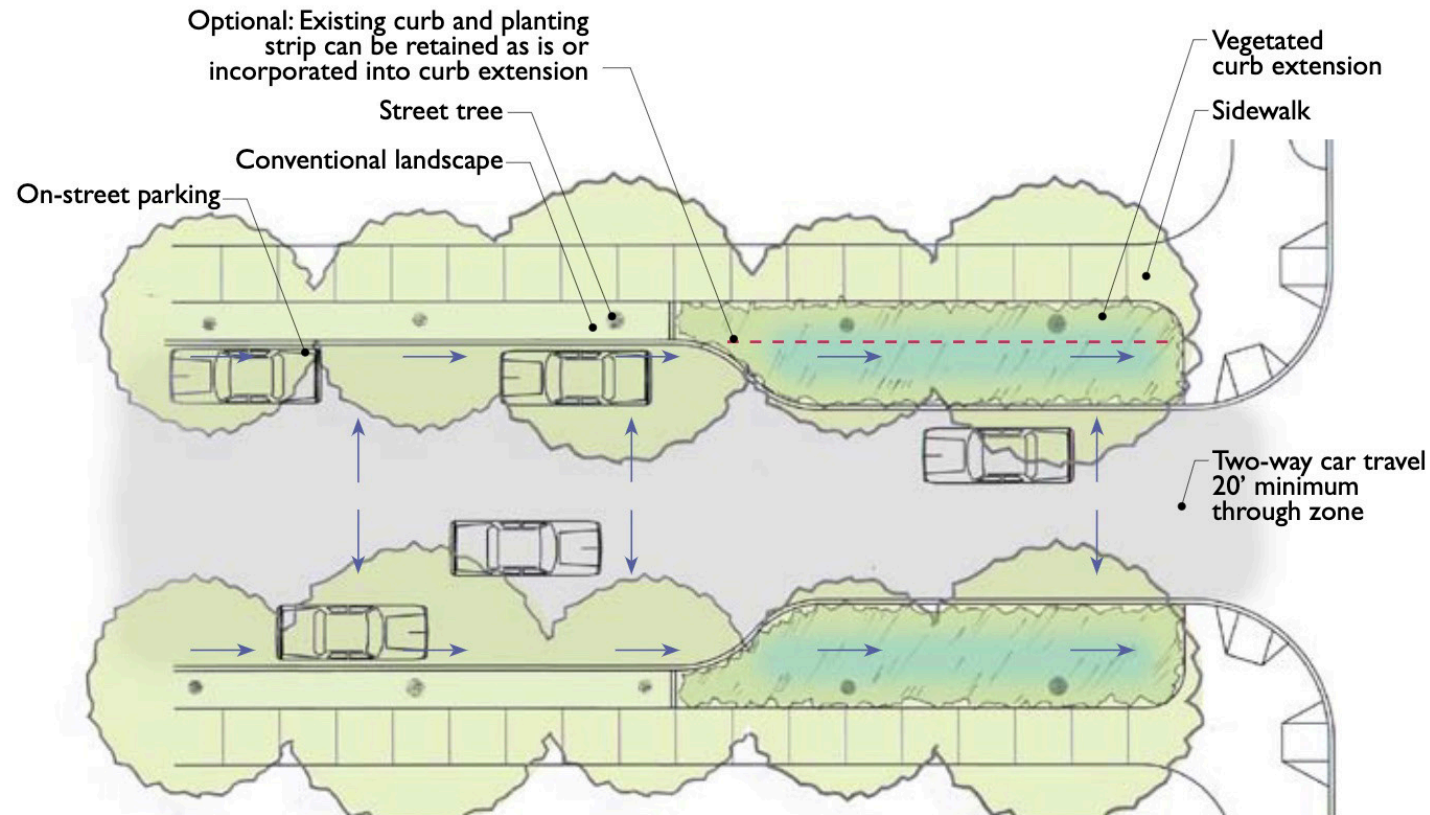 Optional: Existing curb and planting
strip can be retained as is or
incorporated into curb extension
Street tree
Conventional landscape
On-street parking
Vegetated
curb extension
Sidewalk
Two-way car travel
20’ minimum
through zone